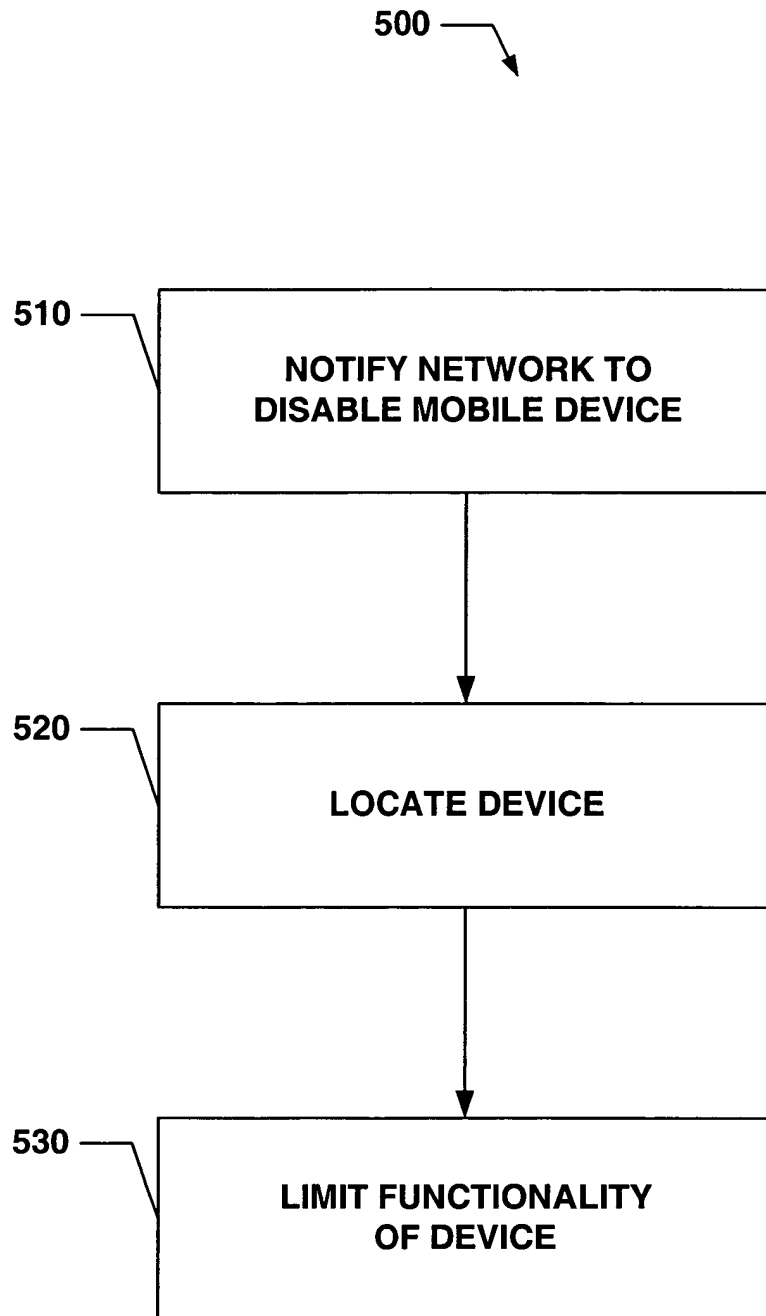 500
510
NOTIFY NETWORK TO
DISABLE MOBILE DEVICE
520
LOCATE DEVICE
530
LIMIT FUNCTIONALITY
OF DEVICE